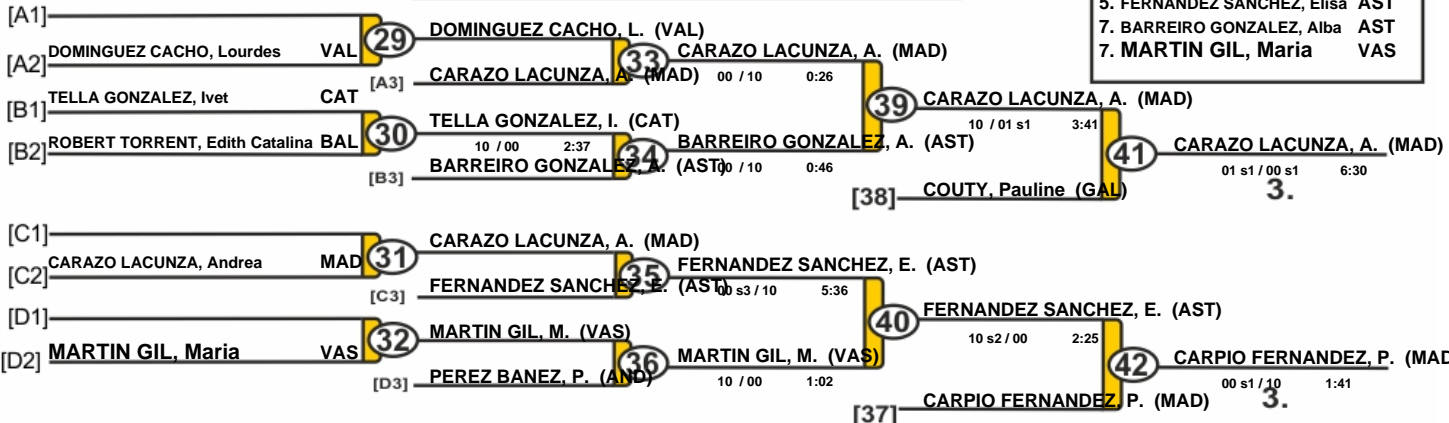 5. FERNANDEZ SANCHEZ, Elisa AST
7. BARREIRO GONZALEZ, Alba AST
7. MARTIN GIL, Maria VAS
[A1]
[A2] DOMINGUEZ CACHO, Lourdes VAL
29
DOMINGUEZ CACHO, L. (VAL)
[A3] CARAZO LACUNZA, A. (MAD)
33
CARAZO LACUNZA, A. (MAD)
00 / 10 0:26
[B1] TELLA GONZALEZ, Ivet CAT
[B2] ROBERT TORRENT, Edith Catalina BAL
30
TELLA GONZALEZ, I. (CAT)
10 / 00 2:37
[B3] BARREIRO GONZALEZ, A. (AST)
34
BARREIRO GONZALEZ, A. (AST)
00 / 10 0:46
39
CARAZO LACUNZA, A. (MAD)
10 / 01 s1 3:41
[38] COUTY, Pauline (GAL)
41
CARAZO LACUNZA, A. (MAD)
01 s1 / 00 s1 6:30
3.
[C1]
[C2] CARAZO LACUNZA, Andrea MAD
31
CARAZO LACUNZA, A. (MAD)
[C3] FERNANDEZ SANCHEZ, E. (AST)
35
FERNANDEZ SANCHEZ, E. (AST)
00 s3 / 10 5:36
[D1]
[D2] MARTIN GIL, Maria VAS
32
MARTIN GIL, M. (VAS)
[D3] PEREZ BANEZ, P. (AND)
36
MARTIN GIL, M. (VAS)
10 / 00 1:02
40
FERNANDEZ SANCHEZ, E. (AST)
10 s2 / 00 2:25
[37] CARPIO FERNANDEZ, P. (MAD)
42
CARPIO FERNANDEZ, P. (MAD
00 s1 / 10 1:41
3.